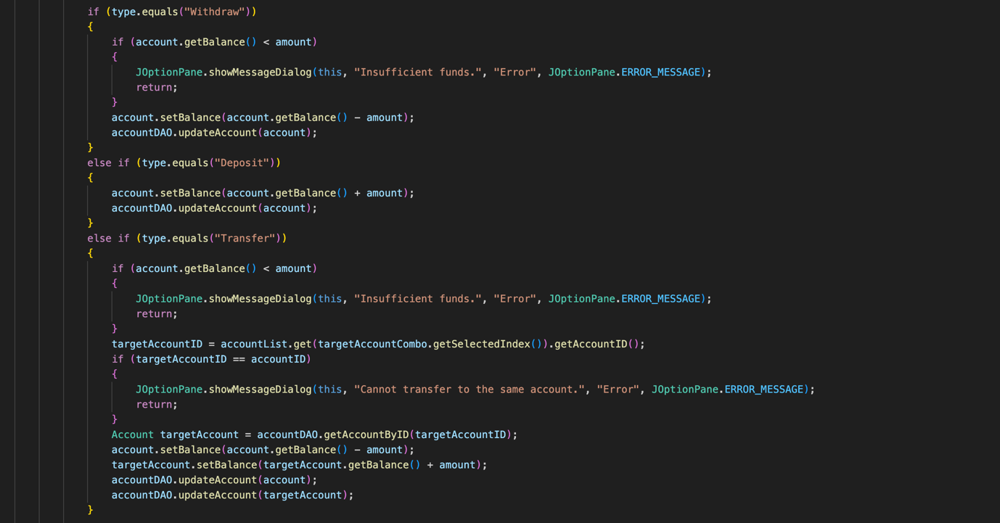 if (type.equals("Withdraw"))
{
if (account.getBalance() < amount)
{
JOptionPane.showMessageDialog(this, "Insufficient funds.", "Error", JOptionPane.ERROR_MESSAGE);
return;
}
account.setBalance(account.getBalance() - amount);
accountDAO.updateAccount(account);
}
else if (type.equals("Deposit"))
{
account.setBalance(account.getBalance() + amount);
accountDAO.updateAccount(account);
}
else if (type.equals("Transfer"))
{
if (account.getBalance() < amount)
{
JOptionPane.showMessageDialog(this, "Insufficient funds.", "Error", JOptionPane.ERROR_MESSAGE);
return;
}
targetAccountID = accountList.get(targetAccountCombo.getSelectedIndex()).getAccountID();
if (targetAccountID == accountID)
{
JOptionPane.showMessageDialog(this, "Cannot transfer to the same account.", "Error", JOptionPane.ERROR_MESSAGE);
return;
}
Account targetAccount = accountDAO.getAccountByID(targetAccountID);
account.setBalance(account.getBalance() - amount);
targetAccount.setBalance(targetAccount.getBalance() + amount);
accountDAO.updateAccount(account);
accountDAO.updateAccount(targetAccount);
}